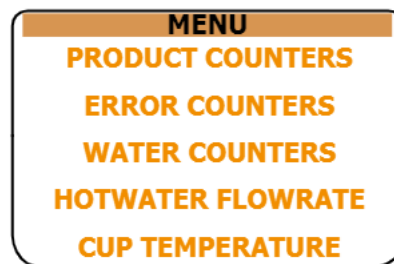 MENU
PRODUCT COUNTERS
ERROR COUNTERS
WATER COUNTERS
HOTWATER FLOWRATE
CUP TEMPERATURE